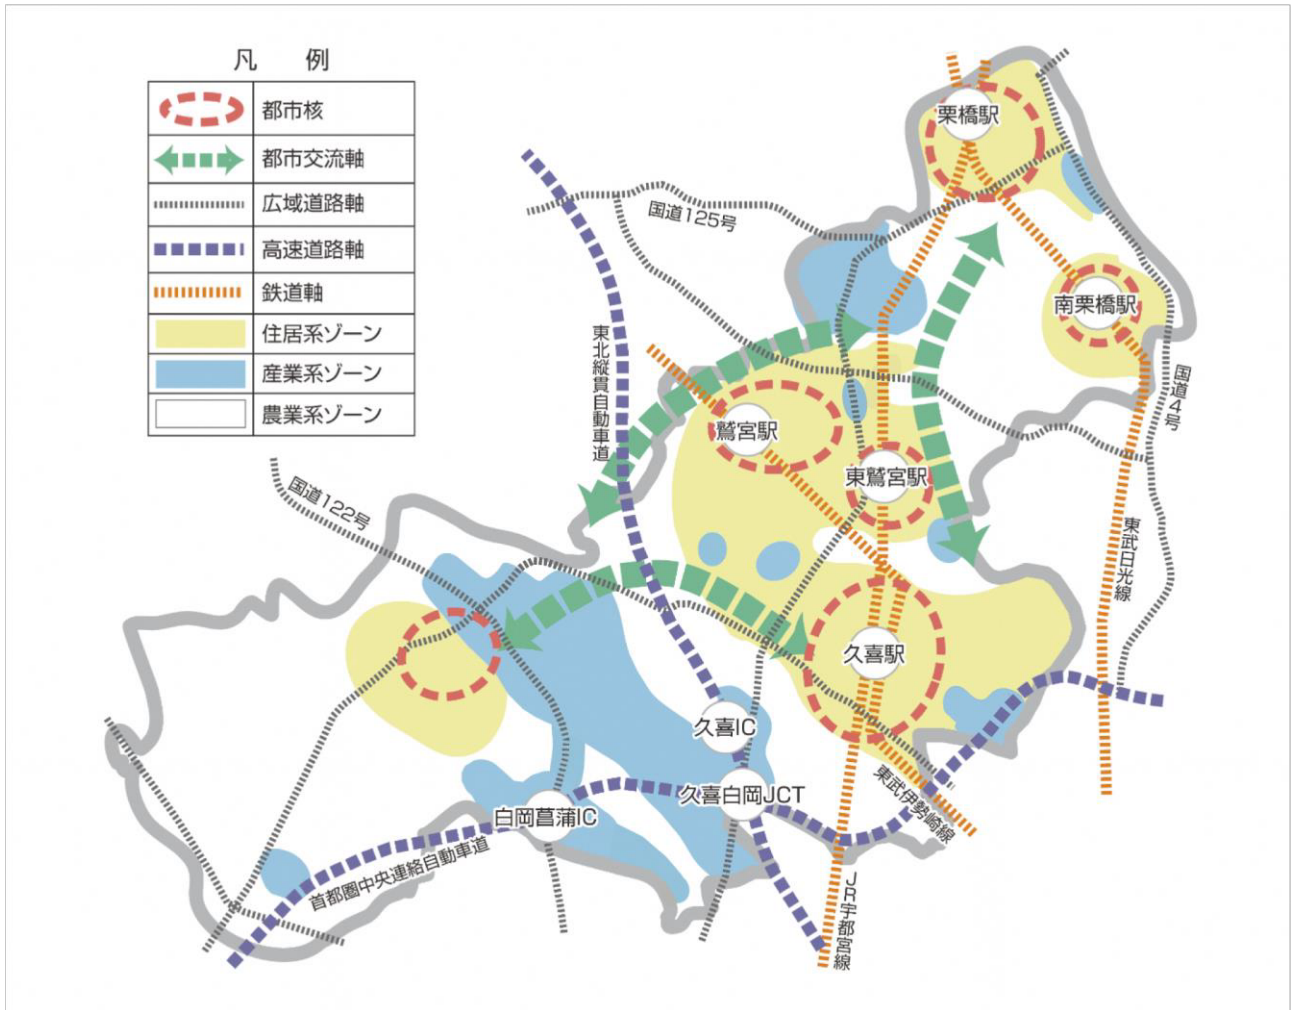 凡 例
都市核
都市交流軸
広域道路軸
高速道路軸
鉄道軸
住居系ゾーン
産業系ゾーン
農業系ゾーン
栗橋駅
国道125号
南栗橋駅
東北縦貫自動車道
国道4号
鷲宮駅
東鷲宮駅
国道122号
東武日光線
久喜駅
久喜IC
久喜白岡JCT
白岡菖蒲IC
東武伊勢崎線
首都圏中央連絡自動車道
JR宇都宮線